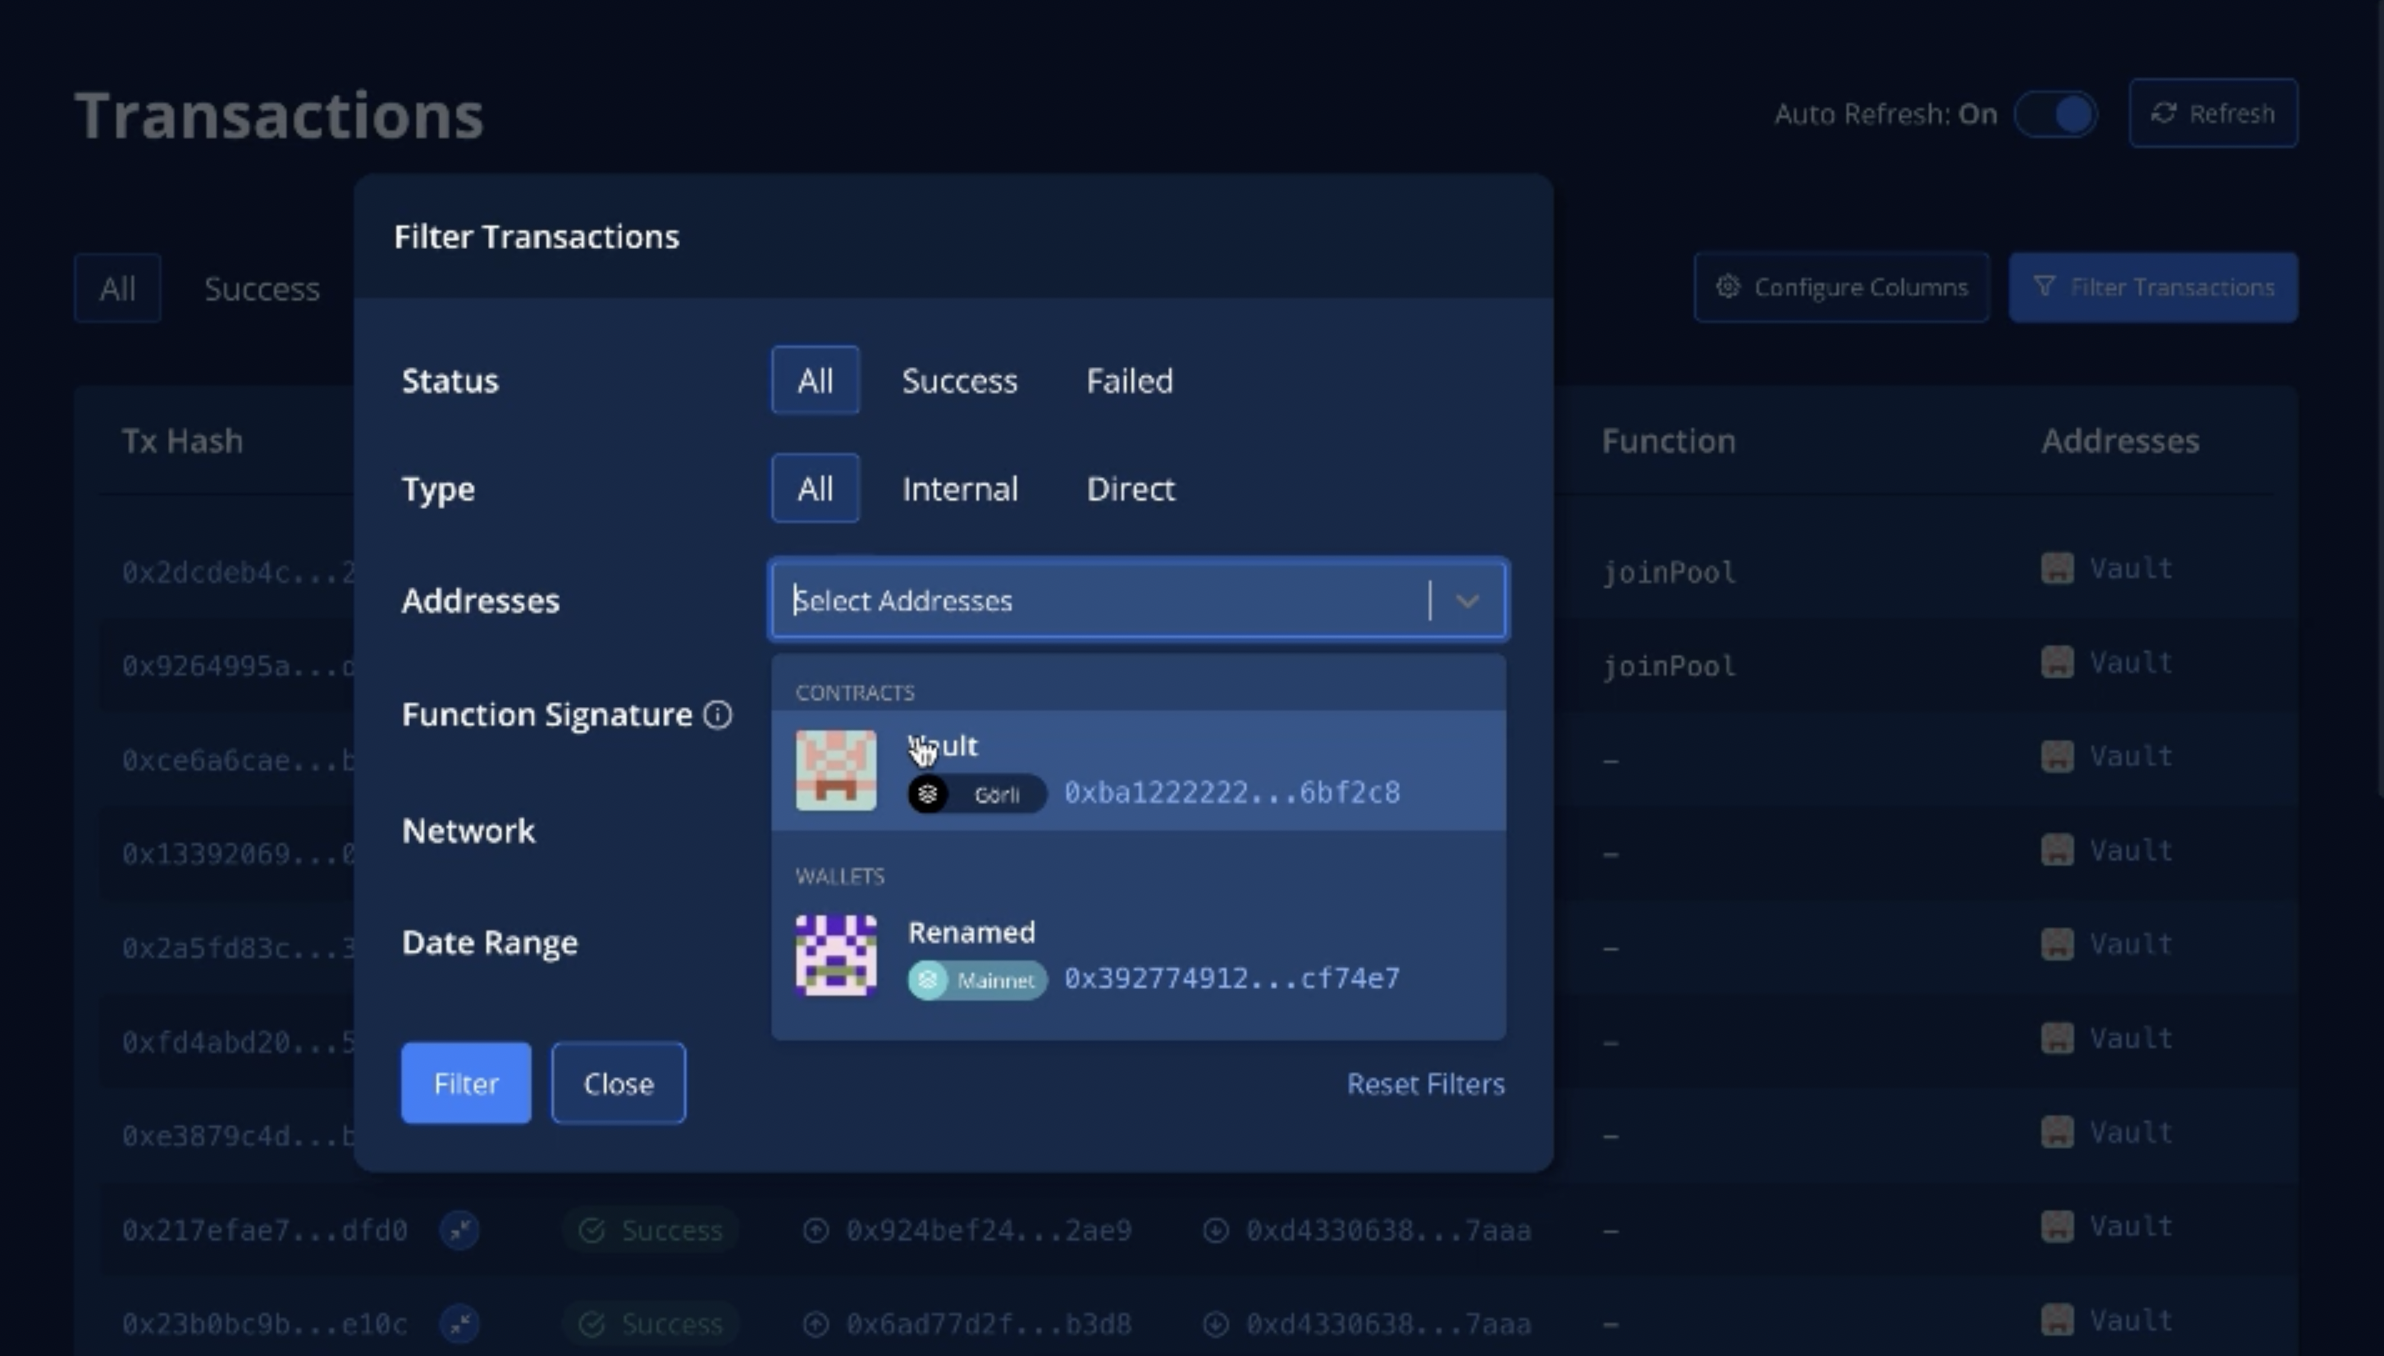 Transactions
Auto Refresh: On
Refresh
All
Success
Configure Columns
Filter Transactions
Filter Transactions
Status
All
Success
Failed
Type
All
Internal
Direct
Addresses
Select Addresses
CONTRACTS
Vault
Görli
0xba1222222...6bf2c8
WALLETS
Renamed
Mainnet
0x392774912...cf74e7
Function Signature
Network
Date Range
Filter
Close
Reset Filters
Tx Hash
Function
Addresses
0x2dcdeb4c...2
joinPool
Vault
0x9264995a...
joinPool
Vault
0xce6a6cae...b
–
Vault
0x13392069...0
–
Vault
0x2a5fd83c...3
–
Vault
0xfd4abd20...5
–
Vault
0xe3879c4d...b
–
Vault
0x217efae7...dfd0
Success
0x924bef24...2ae9
0xd4330638...7aaa
–
Vault
0x23b0bc9b...e10c
Success
0x6ad77d2f...b3d8
0xd4330638...7aaa
–
Vault